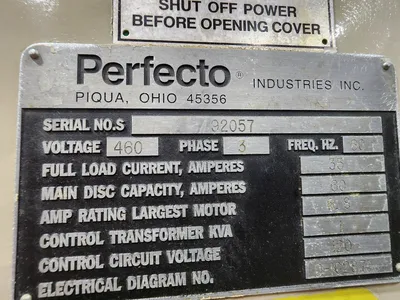 SHUT OFF POWER
BEFORE OPENING COVER
Perfecto® INDUSTRIES INC.
PIQUA, OHIO 45356
SERIAL NO.S 92057
VOLTAGE 460 PHASE 3 FREQ. HZ. 60
FULL LOAD CURRENT, AMPERES
MAIN DISC CAPACITY, AMPERES
AMP RATING LARGEST MOTOR
CONTROL TRANSFORMER KVA
CONTROL CIRCUIT VOLTAGE
ELECTRICAL DIAGRAM NO.